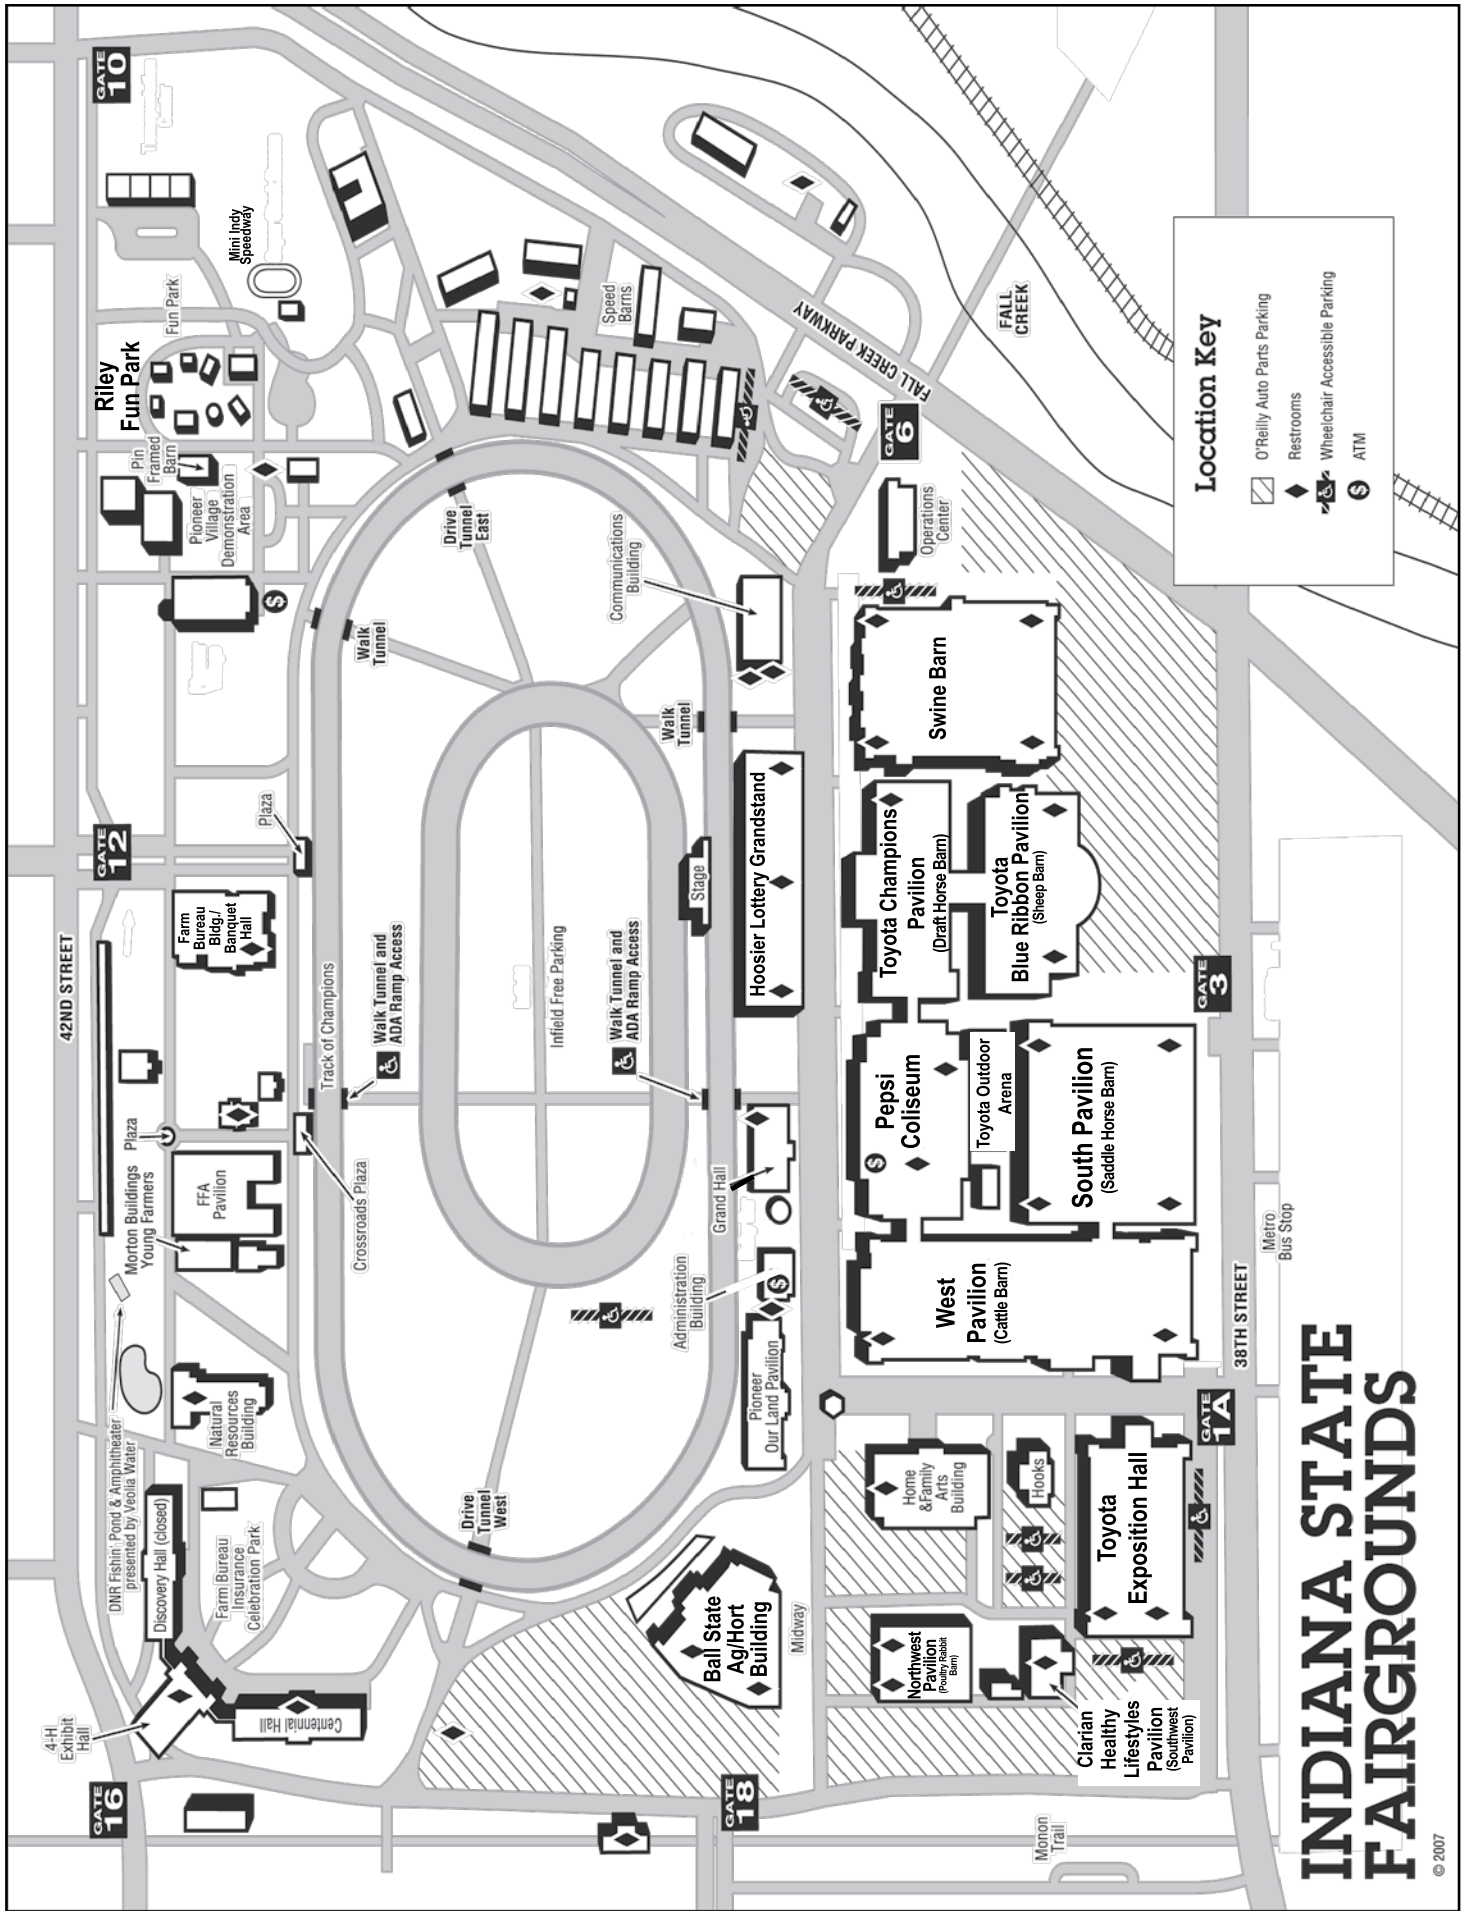 INDIANA STATE
FAIRGROUNDS
© 2007
Location Key
O'Reilly Auto Parts Parking
Restrooms
Wheelchair Accessible Parking
$ ATM
GATE
16
4-H
Exhibit
Hall
Centennial Hall
Discovery Hall (closed)
DNR Fishin' Pond & Amphitheater
presented by Veolia Water
Farm Bureau
Insurance
Celebration Park
Natural
Resources
Building
Morton Buildings
Young Farmers
FFA
Pavilion
Plaza
42ND STREET
Farm
Bureau
Bldg./
Banquet
Hall
GATE
12
Plaza
Crossroads Plaza
Track of Champions
Walk Tunnel and
ADA Ramp Access
$
Pioneer
Village
Demonstration
Area
Pin
Framed
Barn
Riley
Fun Park
Fun Park
Mini Indy
Speedway
GATE
10
Drive
Tunnel
West
Infield Free Parking
Walk
Tunnel
Drive
Tunnel
East
Speed
Barns
Walk Tunnel and
ADA Ramp Access
Stage
Walk
Tunnel
Communications
Building
GATE
18
Ball State
Ag/Hort
Building
Midway
Pioneer
Our Land Pavilion
Administration
Building
$
Grand Hall
Hoosier Lottery Grandstand
FALL CREEK PARKWAY
GATE
6
FALL
CREEK
Operations
Center
Northwest
Pavilion
(Poultry Rabbit
Barn)
Home
&Family
Arts
Building
Hooks
Toyota
Exposition Hall
Clarian
Healthy
Lifestyles
Pavilion
(Southwest
Pavilion)
Monon
Trail
West
Pavilion
(Cattle Barn)
Pepsi
Coliseum
$
Toyota Outdoor
Arena
South Pavilion
(Saddle Horse Barn)
Toyota Champions
Pavilion
(Draft Horse Barn)
Toyota
Blue Ribbon Pavilion
(Sheep Barn)
Swine Barn
GATE
1A
38TH STREET
Metro
Bus Stop
GATE
3